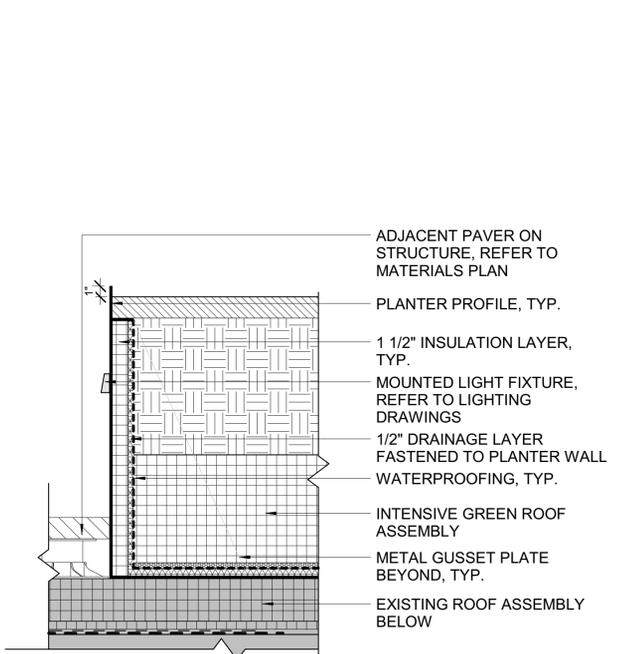 ADJACENT PAVER ON
STRUCTURE, REFER TO
MATERIALS PLAN
1"
PLANTER PROFILE, TYP.
1 1/2" INSULATION LAYER,
TYP.
MOUNTED LIGHT FIXTURE,
REFER TO LIGHTING
DRAWINGS
1/2" DRAINAGE LAYER
FASTENED TO PLANTER WALL
WATERPROOFING, TYP.
INTENSIVE GREEN ROOF
ASSEMBLY
METAL GUSSET PLATE
BEYOND, TYP.
EXISTING ROOF ASSEMBLY
BELOW